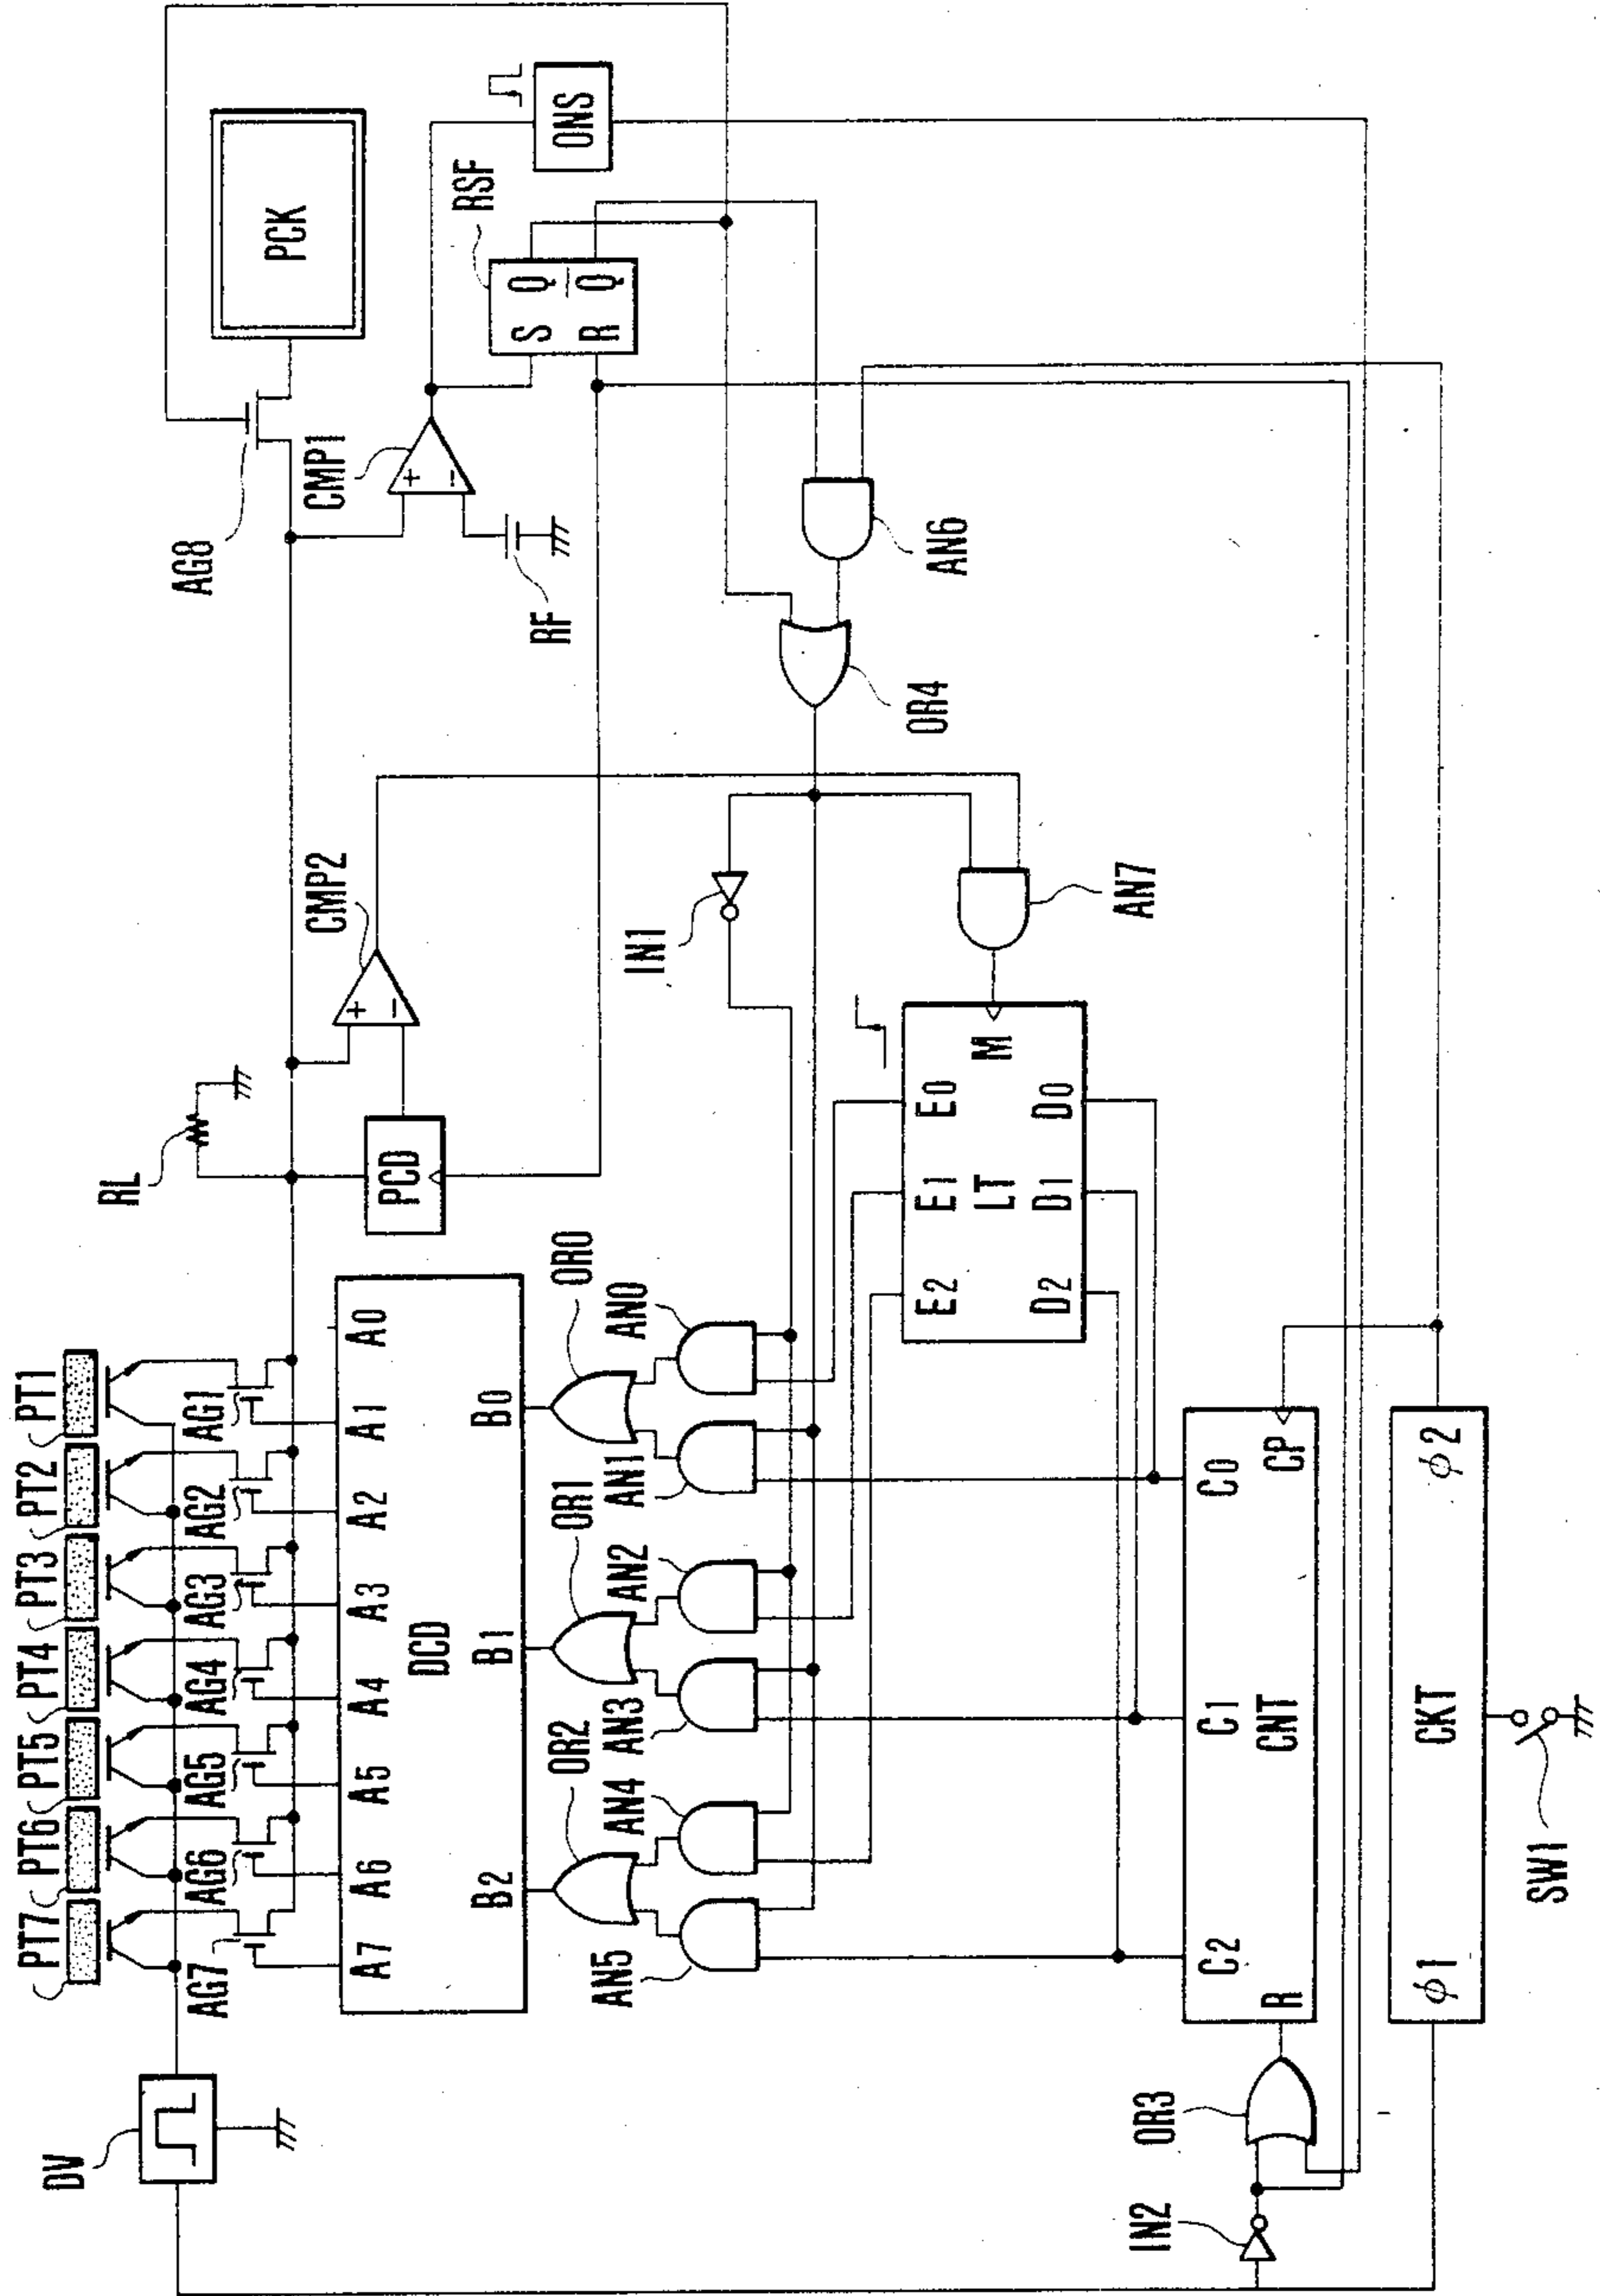 DV
PT7 PT6 PT5 PT4 PT3 PT2 PT1
AG7 AG6 AG5 AG4 AG3 AG2 AG1
RL
AG8
PCK
A7 A6 A5 A4 A3 A2 A1 A0
DCD
B2 B1 B0
PCD
CMP2
+
−
CMP1
+
−
RF
RSF
S Q
R Q̅
ONS
OR2 OR1 OR0
AN5 AN4 AN3 AN2 AN1 AN0
IN1
OR4
AN6
E2 E1 E0
LT
M
D2 D1 D0
AN7
IN2
OR3
R
C2 C1 C0
CNT
CP
φ1
CKT
φ2
SW1